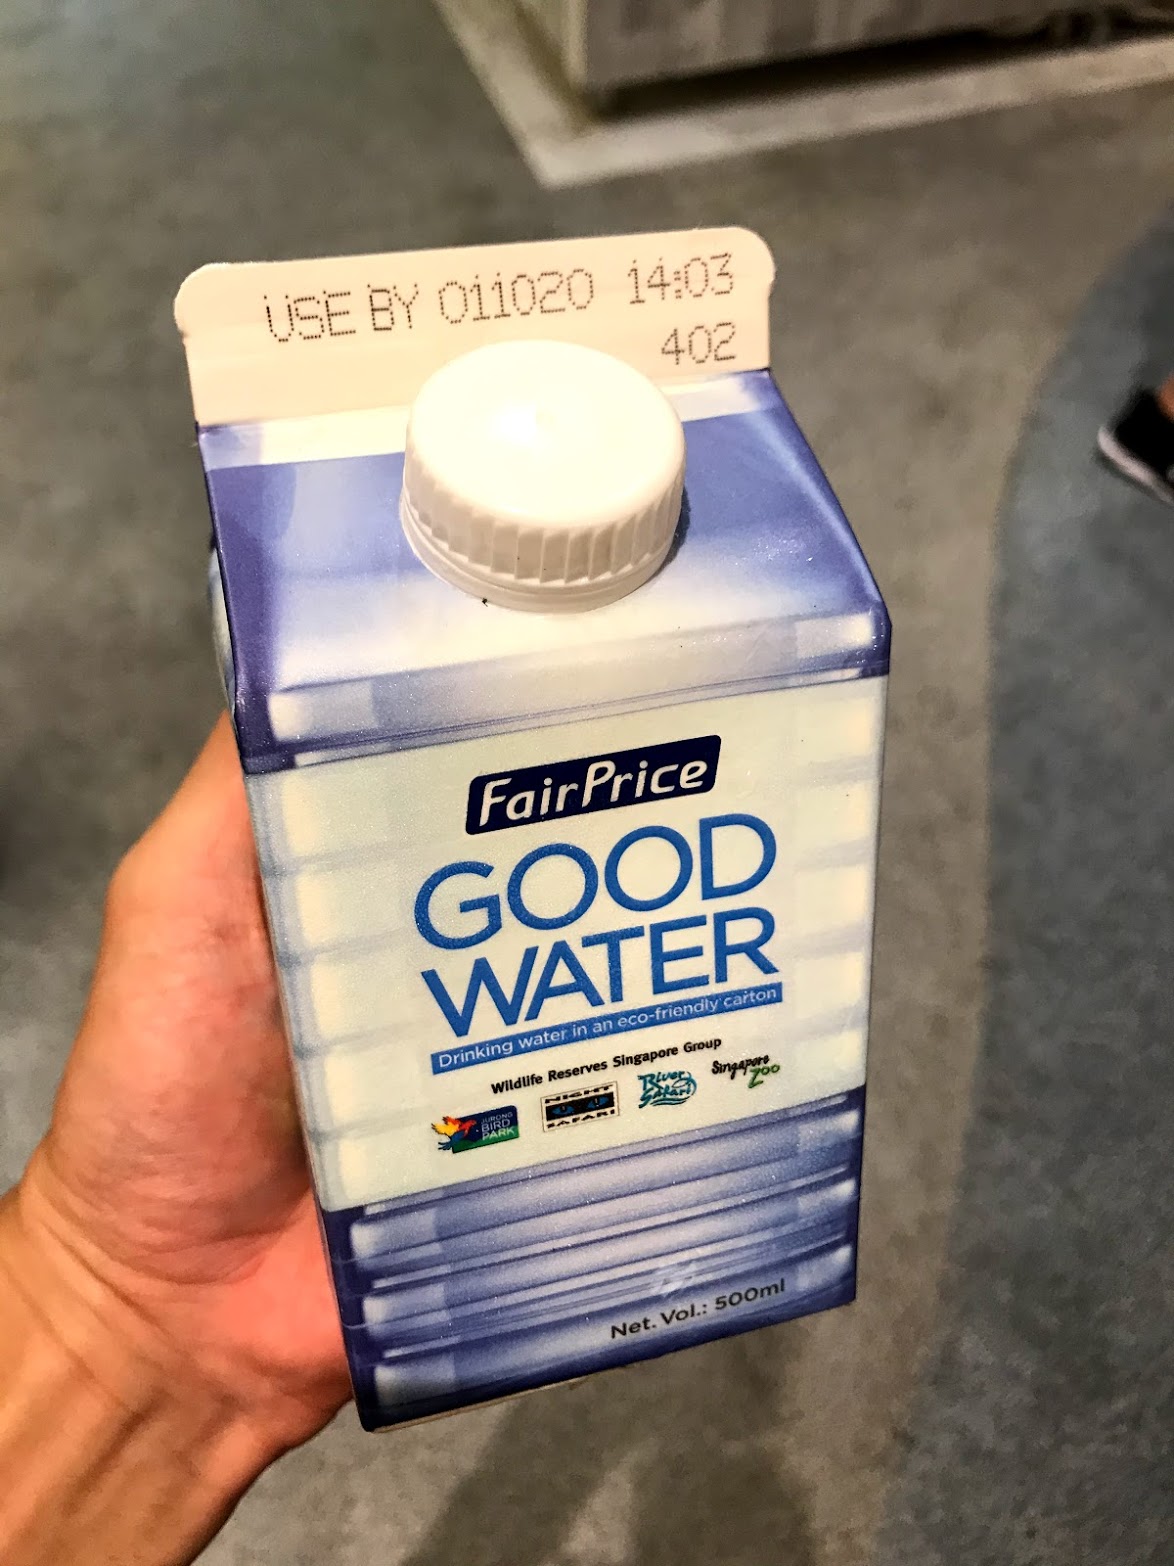 USE BY 011020 14:03
402
FairPrice
GOOD
WATER
Drinking water in an eco-friendly carton
Wildlife Reserves Singapore Group
JURONG
BIRD
PARK
NIGHT
SAFARI
River
Safari
Singapore
Zoo
Net. Vol.: 500ml